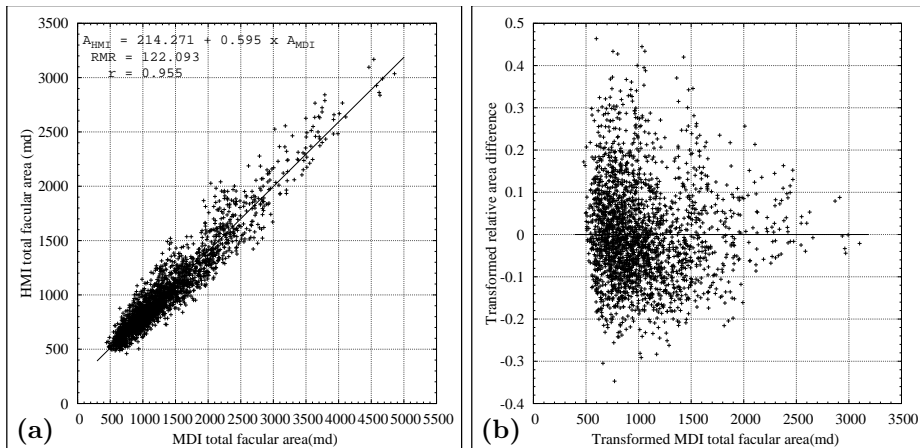 A_HMI = 214.271 + 0.595 x A_MDI
RMR = 122.093
r = 0.955
HMI total facular area (md)
3500
3000
2500
2000
1500
1000
500
0
0 500 1000 1500 2000 2500 3000 3500 4000 4500 5000 5500
MDI total facular area(md)
(a)
Transformed relative area difference
0.5
0.4
0.3
0.2
0.1
0
-0.1
-0.2
-0.3
-0.4
0 500 1000 1500 2000 2500 3000 3500
Transformed MDI total facular area(md)
(b)